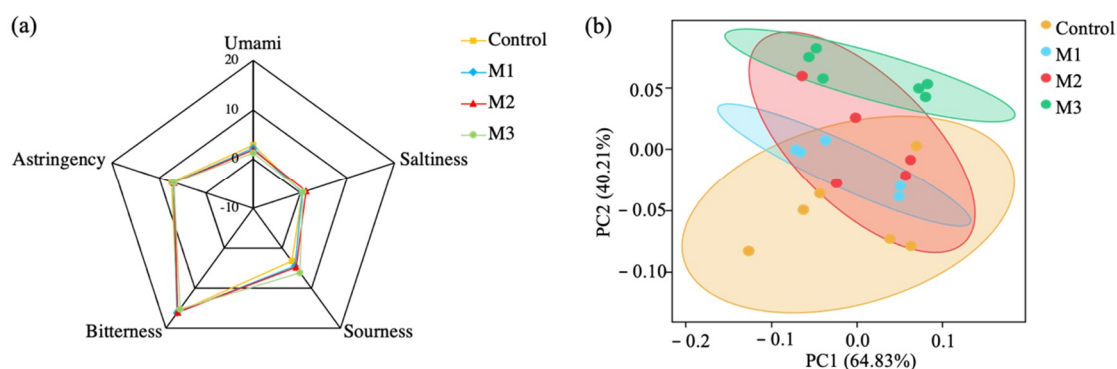 (a)
Umami
20
10
0
-10
Astringency
Saltiness
Bitterness
Sourness
Control
M1
M2
M3
(b)
PC2 (40.21%)
0.05
0.00
− 0.05
− 0.10
− 0.2
− 0.1
0.0
0.1
PC1 (64.83%)
Control
M1
M2
M3